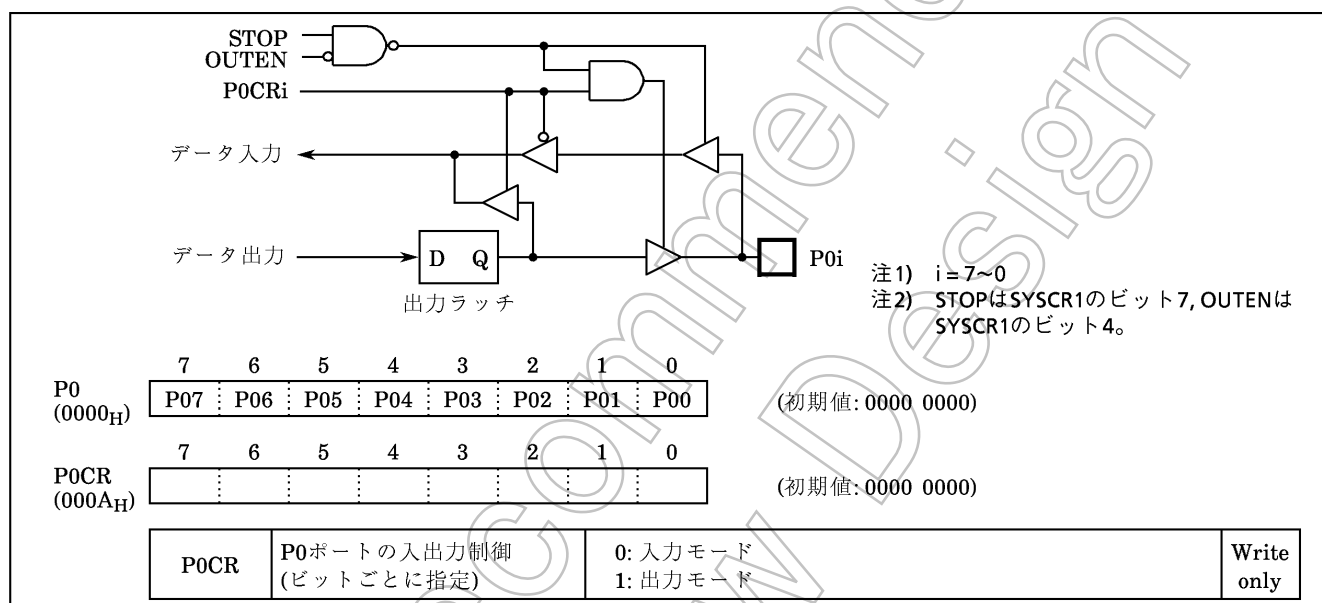 STOP
OUTEN
P0CRi
データ入力
データ出力
D Q
出力ラッチ
P0i
注1) i = 7~0
注2) STOPはSYSCR1のビット7, OUTENは
SYSCR1のビット4。
7 6 5 4 3 2 1 0
P0
(0000H)
P07 P06 P05 P04 P03 P02 P01 P00
(初期値: 0000 0000)
7 6 5 4 3 2 1 0
P0CR
(000AH)
(初期値: 0000 0000)
P0CR
P0ポートの入出力制御
(ビットごとに指定)
0: 入力モード
1: 出力モード
Write
only
Design